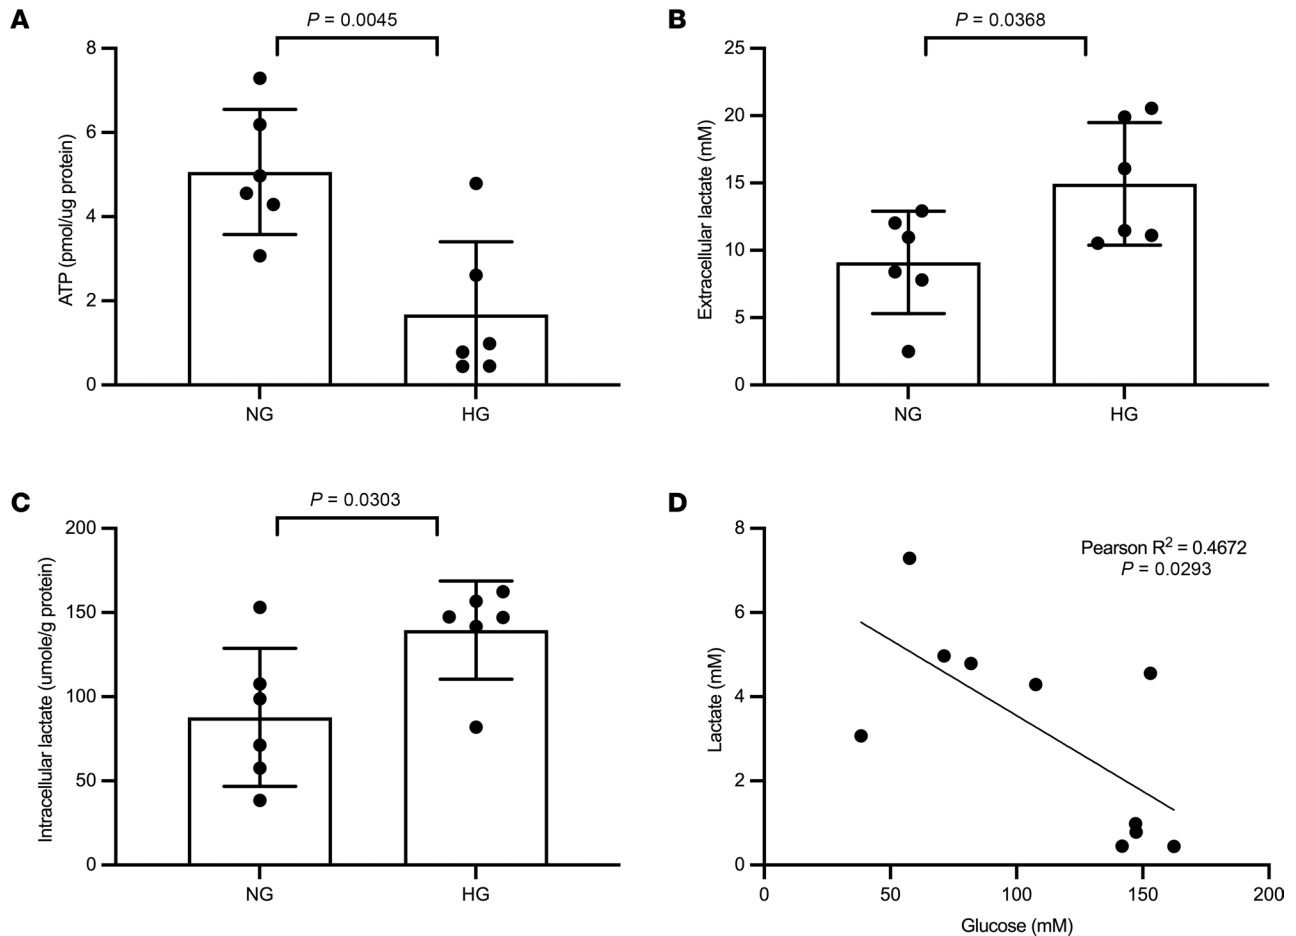 A
P = 0.0045
8
6
4
2
0
ATP (pmol/ug protein)
NG
HG
B
P = 0.0368
25
20
15
10
5
0
Extracellular lactate (mM)
NG
HG
C
P = 0.0303
200
150
100
50
0
Intracellular lactate (umole/g protein)
NG
HG
D
Pearson R² = 0.4672
P = 0.0293
8
6
4
2
0
Lactate (mM)
0
50
100
150
200
Glucose (mM)